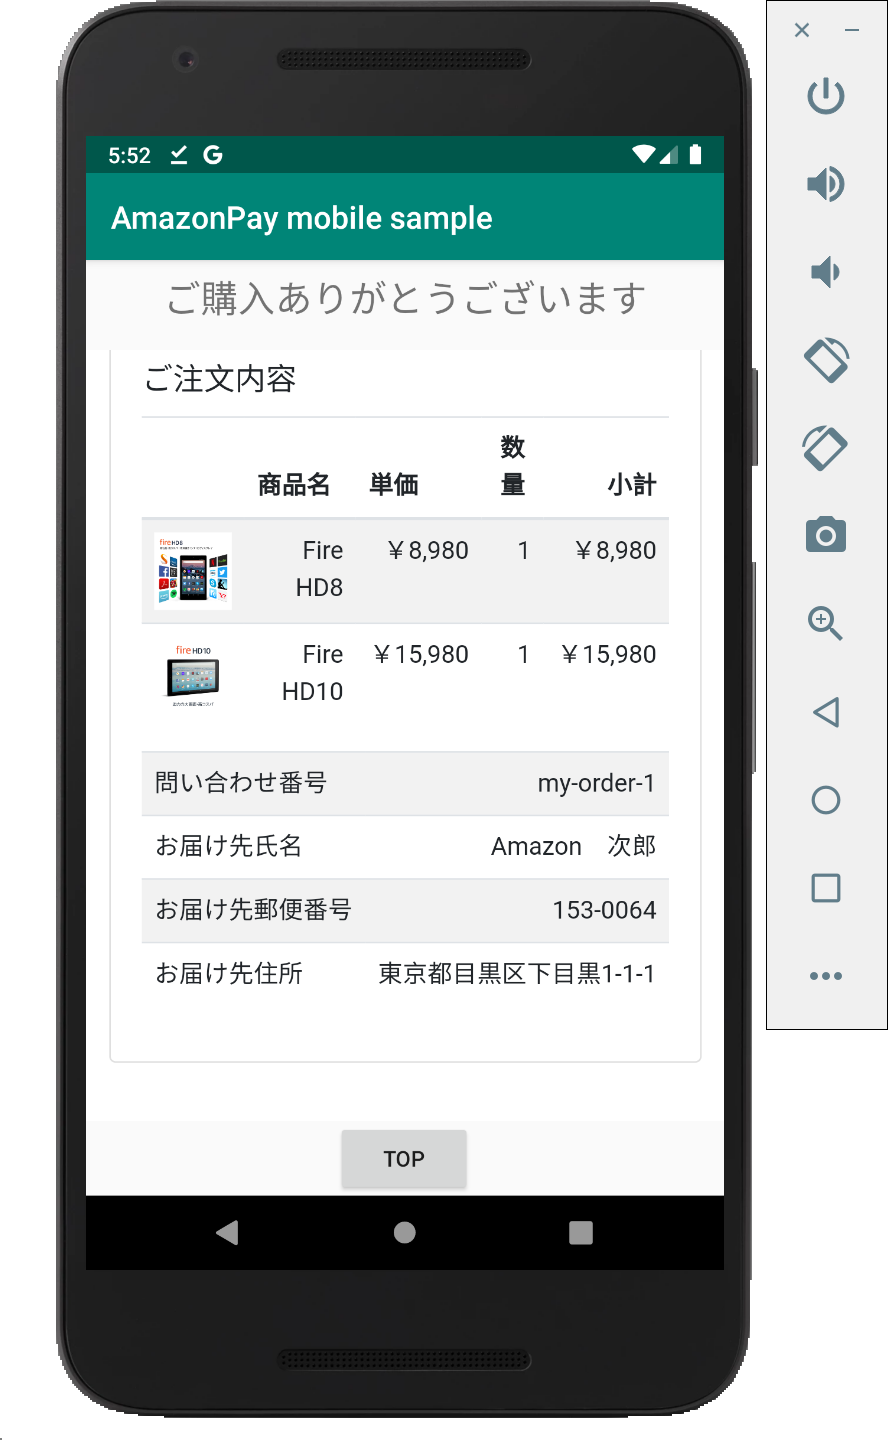 5:52
AmazonPay mobile sample
ご購入ありがとうございます
ご注文内容
商品名 単価 数量 小計
fire HD8
Fire HD8 ￥8,980 1 ￥8,980
fire HD10
Fire HD10 ￥15,980 1 ￥15,980
問い合わせ番号 my-order-1
お届け先氏名 Amazon　次郎
お届け先郵便番号 153-0064
お届け先住所 東京都目黒区下目黒1-1-1
TOP